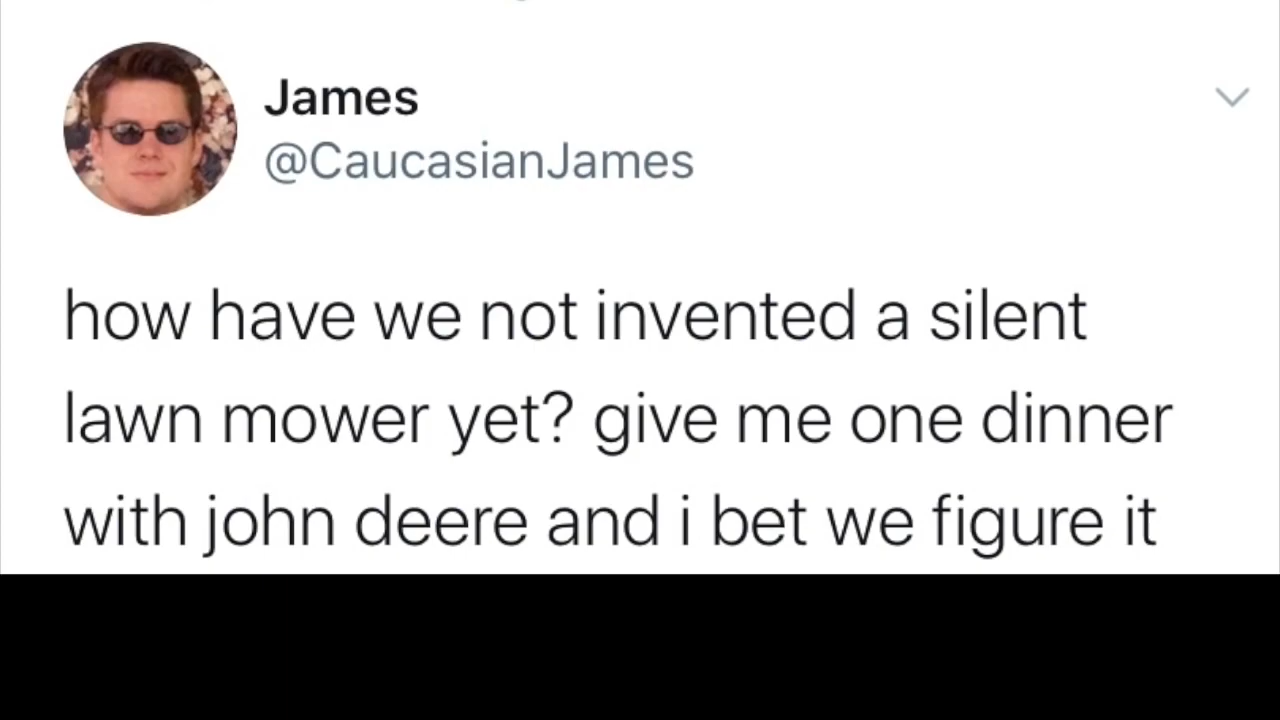 James
@CaucasianJames
how have we not invented a silent
lawn mower yet? give me one dinner
with john deere and i bet we figure it